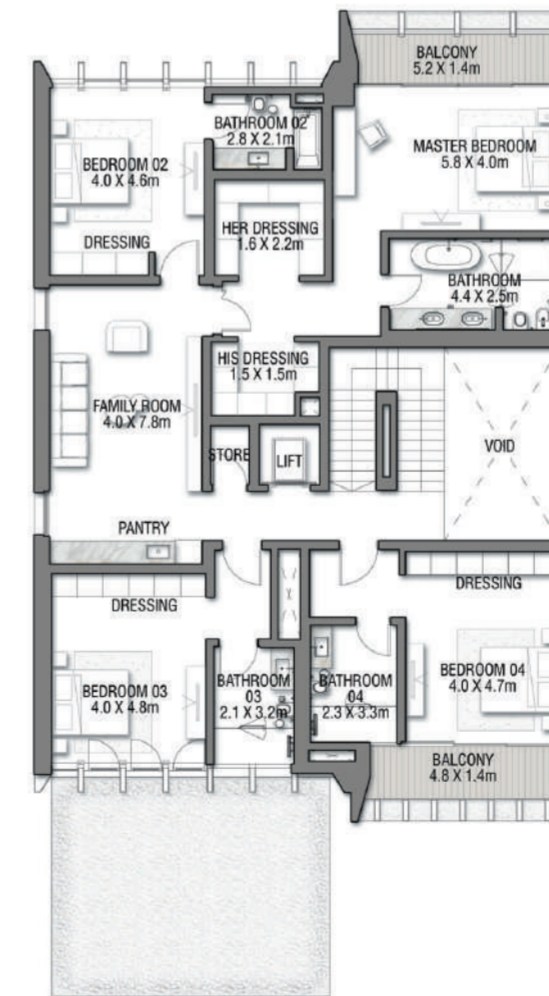 BALCONY
5.2 X 1.4m
BATHROOM 02
2.8 X 2.1m
MASTER BEDROOM
5.8 X 4.0m
BEDROOM 02
4.0 X 4.6m
HER DRESSING
1.6 X 2.2m
DRESSING
BATHROOM
4.4 X 2.5m
HIS DRESSING
1.5 X 1.5m
FAMILY ROOM
4.0 X 7.8m
VOID
STORE
LIFT
PANTRY
DRESSING
DRESSING
BEDROOM 04
4.0 X 4.7m
BEDROOM 03
4.0 X 4.8m
BATHROOM
03
2.1 X 3.2m
BATHROOM
04
2.3 X 3.3m
BALCONY
4.8 X 1.4m